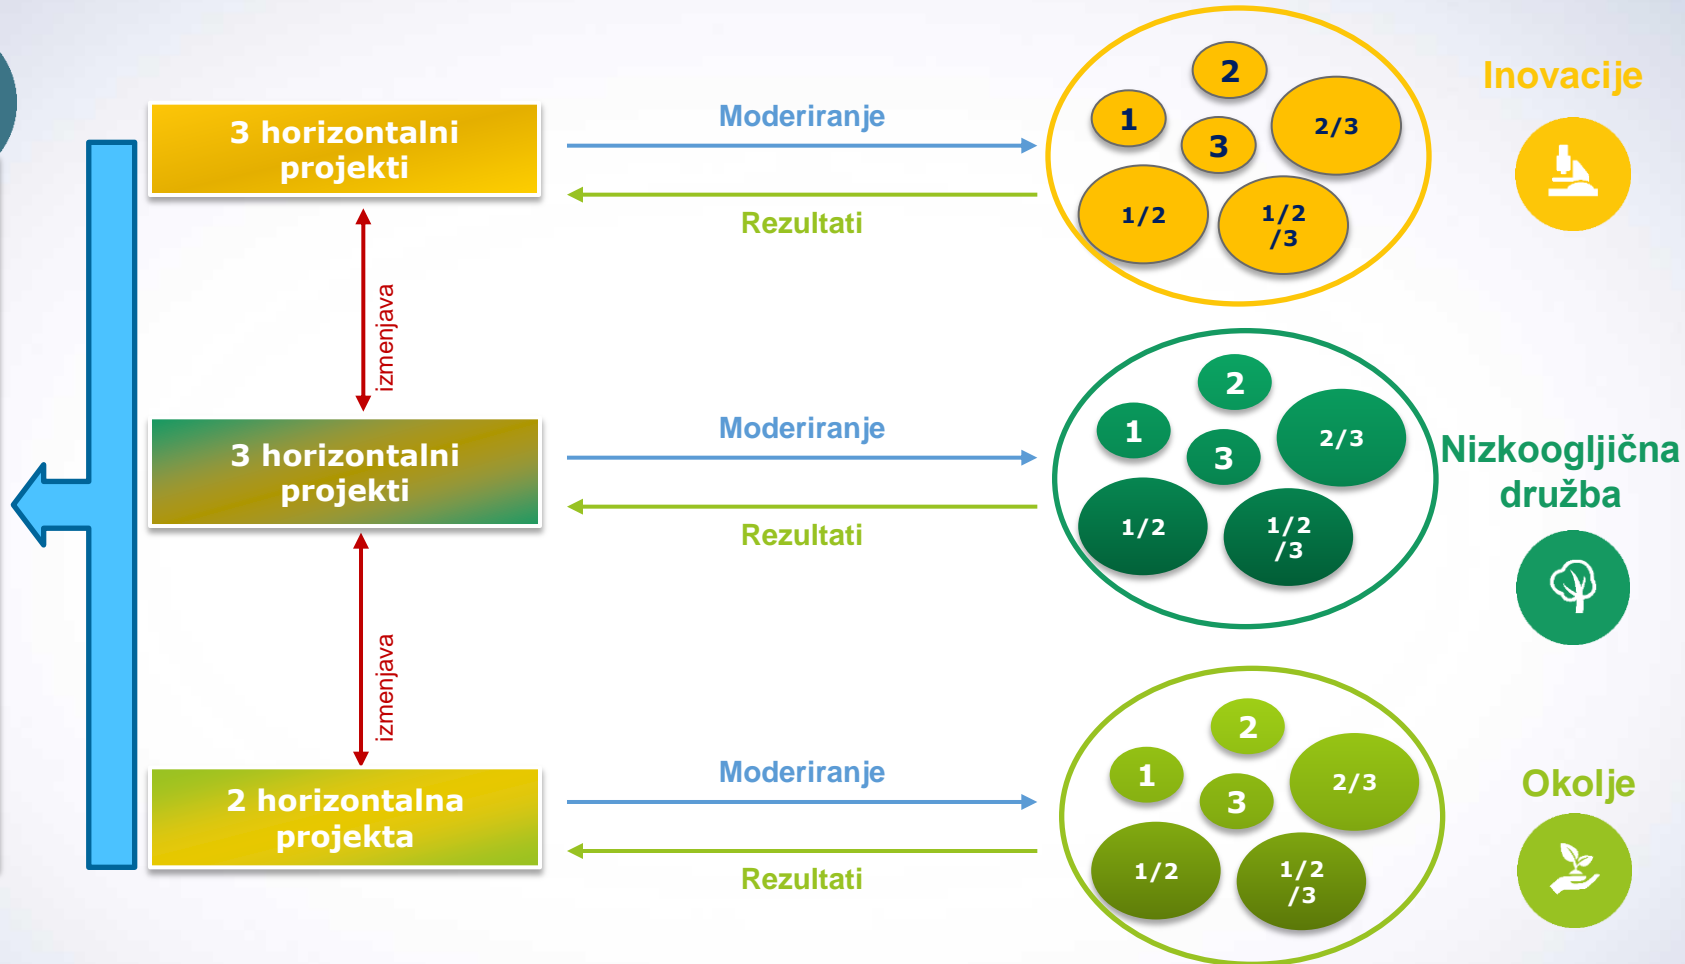 Inovacije
3 horizontalni
projekti
Moderiranje
Rezultati
2
1
3
2/3
1/2
1/2
/3
izmenjava
Nizkoogljična
družba
3 horizontalni
projekti
Moderiranje
Rezultati
2
1
3
2/3
1/2
1/2
/3
izmenjava
Okolje
2 horizontalna
projekta
Moderiranje
Rezultati
2
1
3
2/3
1/2
1/2
/3